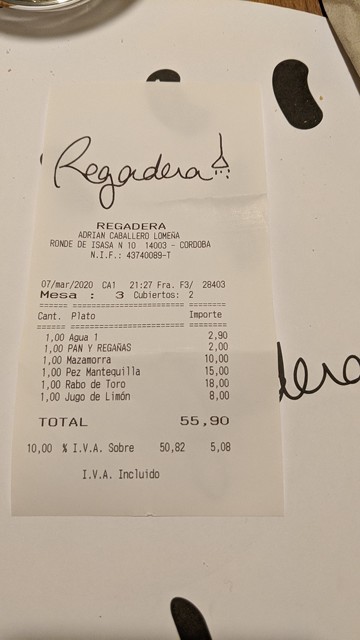 Regadera
REGADERA
ADRIAN CABALLERO LOMEÑA
RONDE DE ISASA N 10 14003 - CORDOBA
N.I.F.: 43740089-T
07/mar/2020 CA1 21:27 Fra. F3/ 28403
Mesa : 3 Cubiertos: 2
Cant. Plato Importe
1,00 Agua 1 2,90
1,00 PAN Y REGAÑAS 2,00
1,00 Mazamorra 10,00
1,00 Pez Mantequilla 15,00
1,00 Rabo de Toro 18,00
1,00 Jugo de Limón 8,00
TOTAL 55,90
10,00 % I.V.A. Sobre 50,82 5,08
I.V.A. Incluido